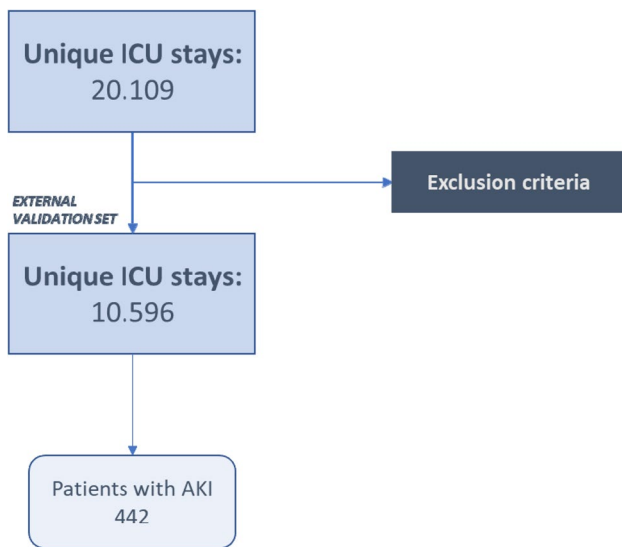 Unique ICU stays:
20.109
Exclusion criteria
EXTERNAL
VALIDATION SET
Unique ICU stays:
10.596
Patients with AKI
442